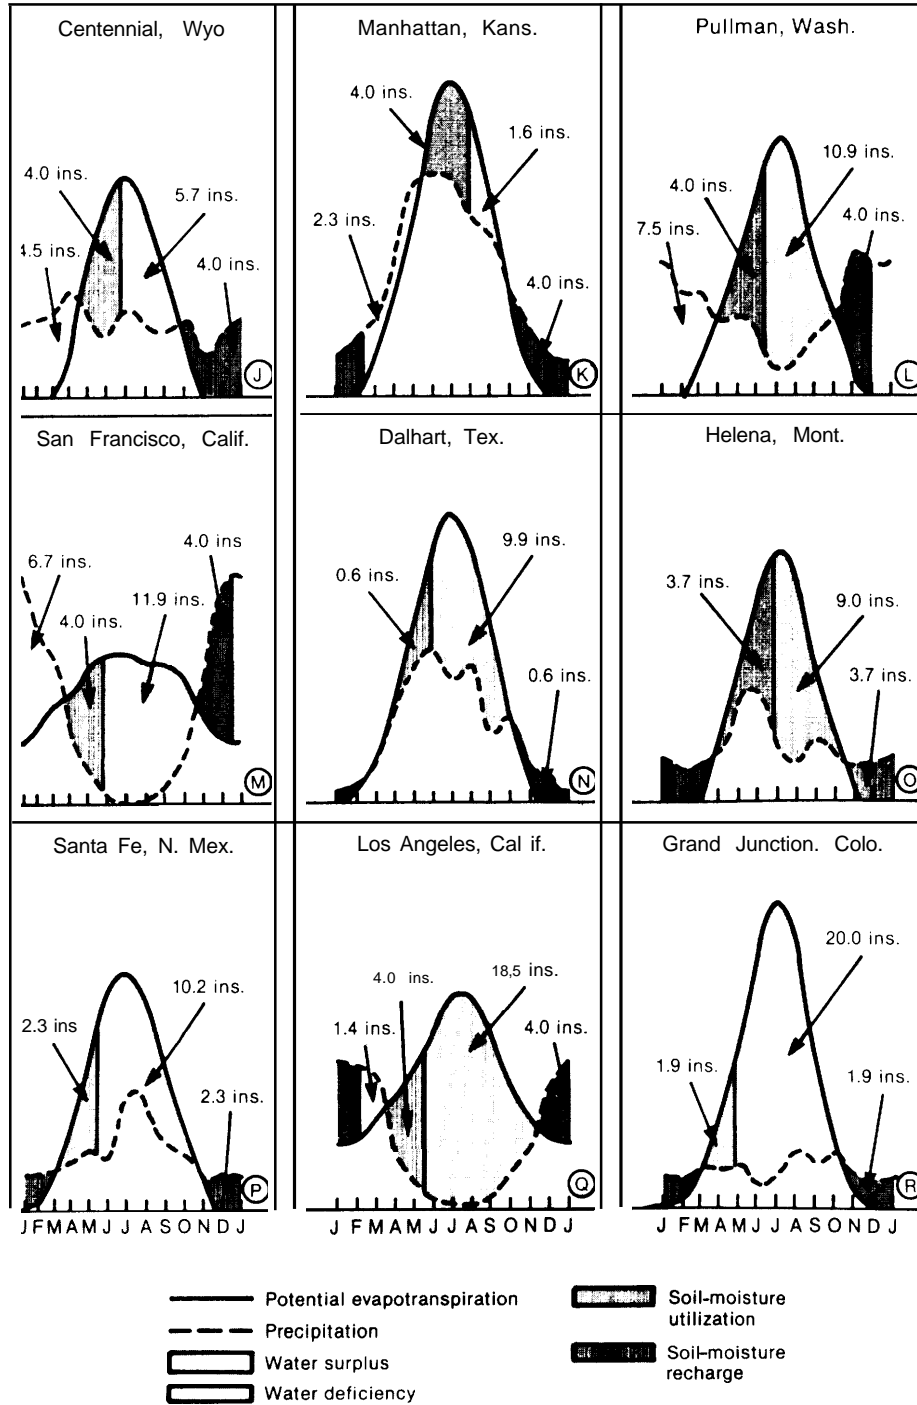 Centennial, Wyo
4.0 ins.
5.7 ins.
4.5 ins.
4.0 ins.
J
Manhattan, Kans.
4.0 ins.
1.6 ins.
2.3 ins.
4.0 ins.
K
Pullman, Wash.
10.9 ins.
4.0 ins.
4.0 ins.
7.5 ins.
L
San Francisco, Calif.
4.0 ins
6.7 ins.
11.9 ins.
4.0 ins.
M
Dalhart, Tex.
9.9 ins.
0.6 ins.
0.6 ins.
N
Helena, Mont.
3.7 ins.
9.0 ins.
3.7 ins.
O
Santa Fe, N. Mex.
10.2 ins.
2.3 ins
2.3 ins.
P
J F M A M J J A S O N D J
Los Angeles, Cal if.
4.0 ins.
18,5 ins.
1.4 ins.
4.0 ins.
Q
J F M A M J J A S O N D J
Grand Junction. Colo.
20.0 ins.
1.9 ins.
1.9 ins.
R
J F M A M J J A S O N D J
Potential evapotranspiration
Precipitation
Water surplus
Water deficiency
Soil-moisture
utilization
Soil-moisture
recharge